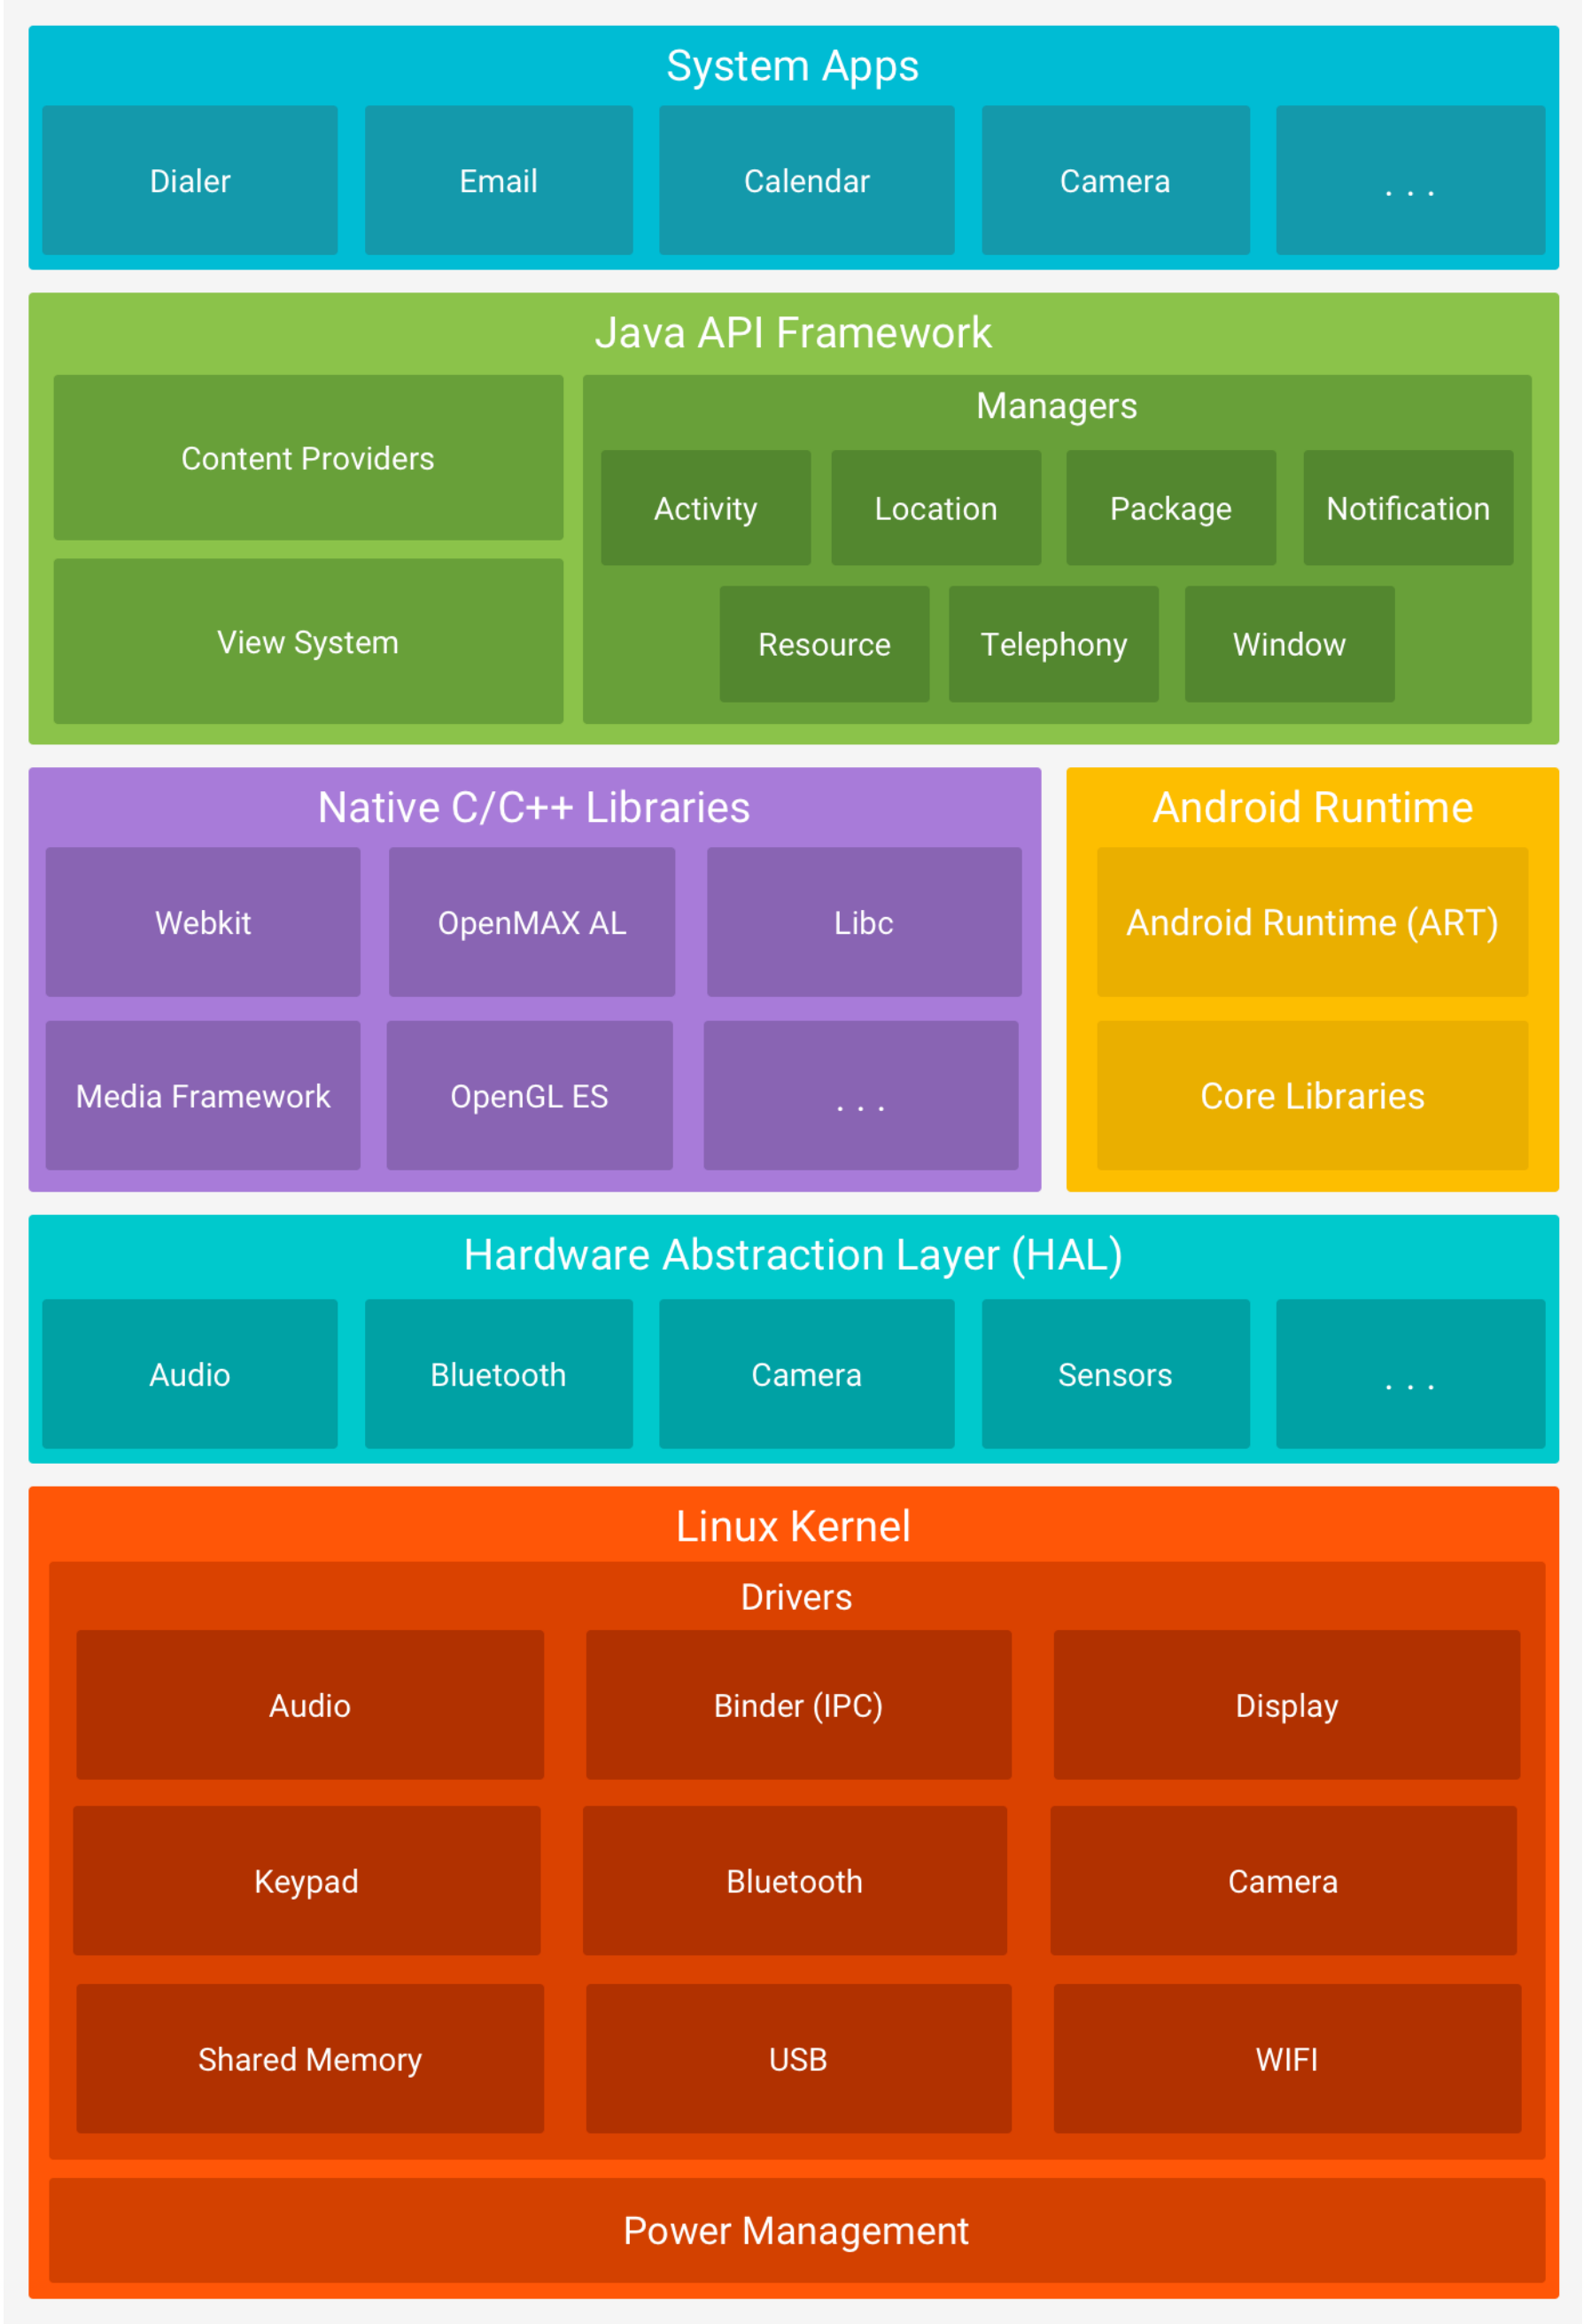 System Apps
Dialer
Email
Calendar
Camera
. . .
Java API Framework
Content Providers
View System
Managers
Activity
Location
Package
Notification
Resource
Telephony
Window
Native C/C++ Libraries
Webkit
OpenMAX AL
Libc
Media Framework
OpenGL ES
. . .
Android Runtime
Android Runtime (ART)
Core Libraries
Hardware Abstraction Layer (HAL)
Audio
Bluetooth
Camera
Sensors
. . .
Linux Kernel
Drivers
Audio
Binder (IPC)
Display
Keypad
Bluetooth
Camera
Shared Memory
USB
WIFI
Power Management